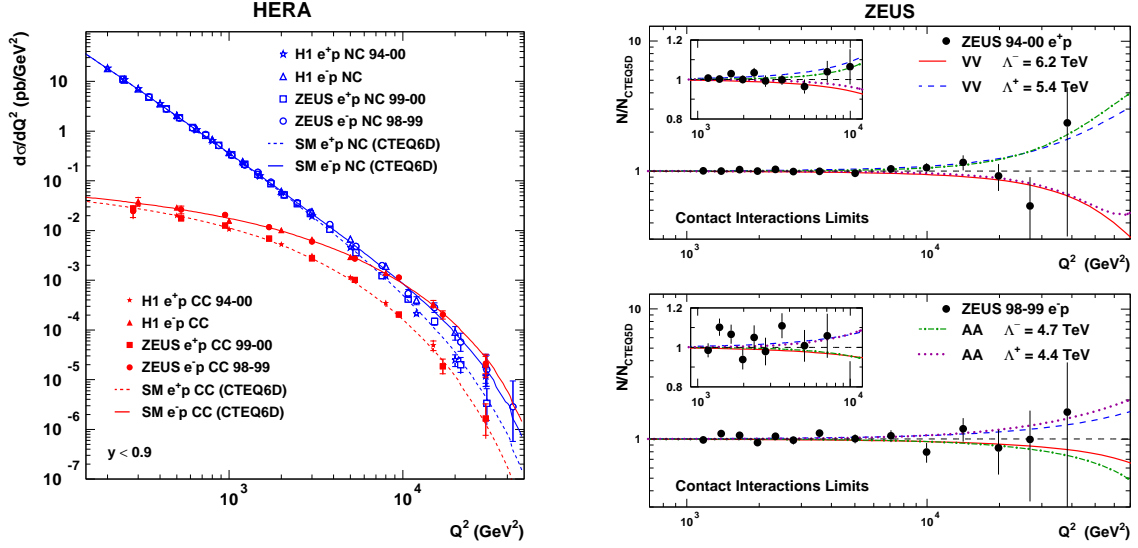 HERA
dσ/dQ² (pb/GeV²)
10
1
10⁻¹
10⁻²
10⁻³
10⁻⁴
10⁻⁵
10⁻⁶
10⁻⁷
H1 e⁺p NC 94-00
H1 e⁻p NC
ZEUS e⁺p NC 99-00
ZEUS e⁻p NC 98-99
SM e⁺p NC (CTEQ6D)
SM e⁻p NC (CTEQ6D)
H1 e⁺p CC 94-00
H1 e⁻p CC
ZEUS e⁺p CC 99-00
ZEUS e⁻p CC 98-99
SM e⁺p CC (CTEQ6D)
SM e⁻p CC (CTEQ6D)
y < 0.9
10³ 10⁴
Q² (GeV²)
ZEUS
N/N_CTEQ5D
10
1
1.2
1
0.8
10³ 10⁴
ZEUS 94-00 e⁺p
VV Λ⁻ = 6.2 TeV
VV Λ⁺ = 5.4 TeV
Contact Interactions Limits
10³ 10⁴
Q² (GeV²)
N/N_CTEQ5D
10
1
1.2
1
0.8
10³ 10⁴
ZEUS 98-99 e⁻p
AA Λ⁻ = 4.7 TeV
AA Λ⁺ = 4.4 TeV
Contact Interactions Limits
10³ 10⁴
Q² (GeV²)